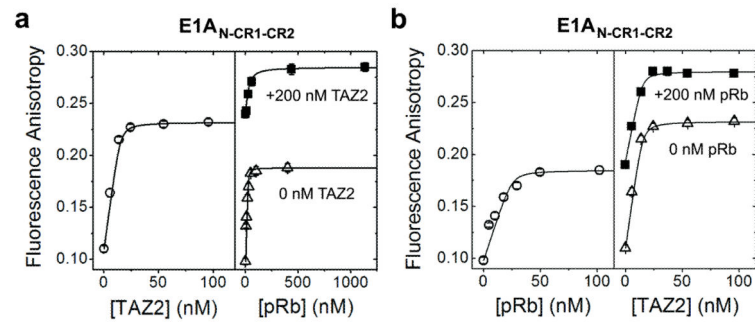 a
E1A N-CR1-CR2
Fluorescence Anisotropy
0.30
0.25
0.20
0.15
0.10
0 50 100
[TAZ2] (nM)
+200 nM TAZ2
0 nM TAZ2
0 500 1000
[pRb] (nM)
b
E1A N-CR1-CR2
Fluorescence Anisotropy
0.30
0.25
0.20
0.15
0.10
0 50 100
[pRb] (nM)
+200 nM pRb
0 nM pRb
0 50 100
[TAZ2] (nM)